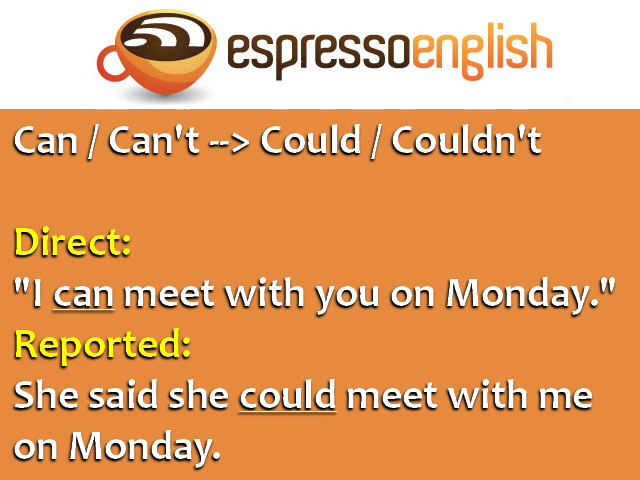 espressoenglish
Can / Can't --> Could / Couldn't
Direct:
"I can meet with you on Monday."
Reported:
She said she could meet with me
on Monday.